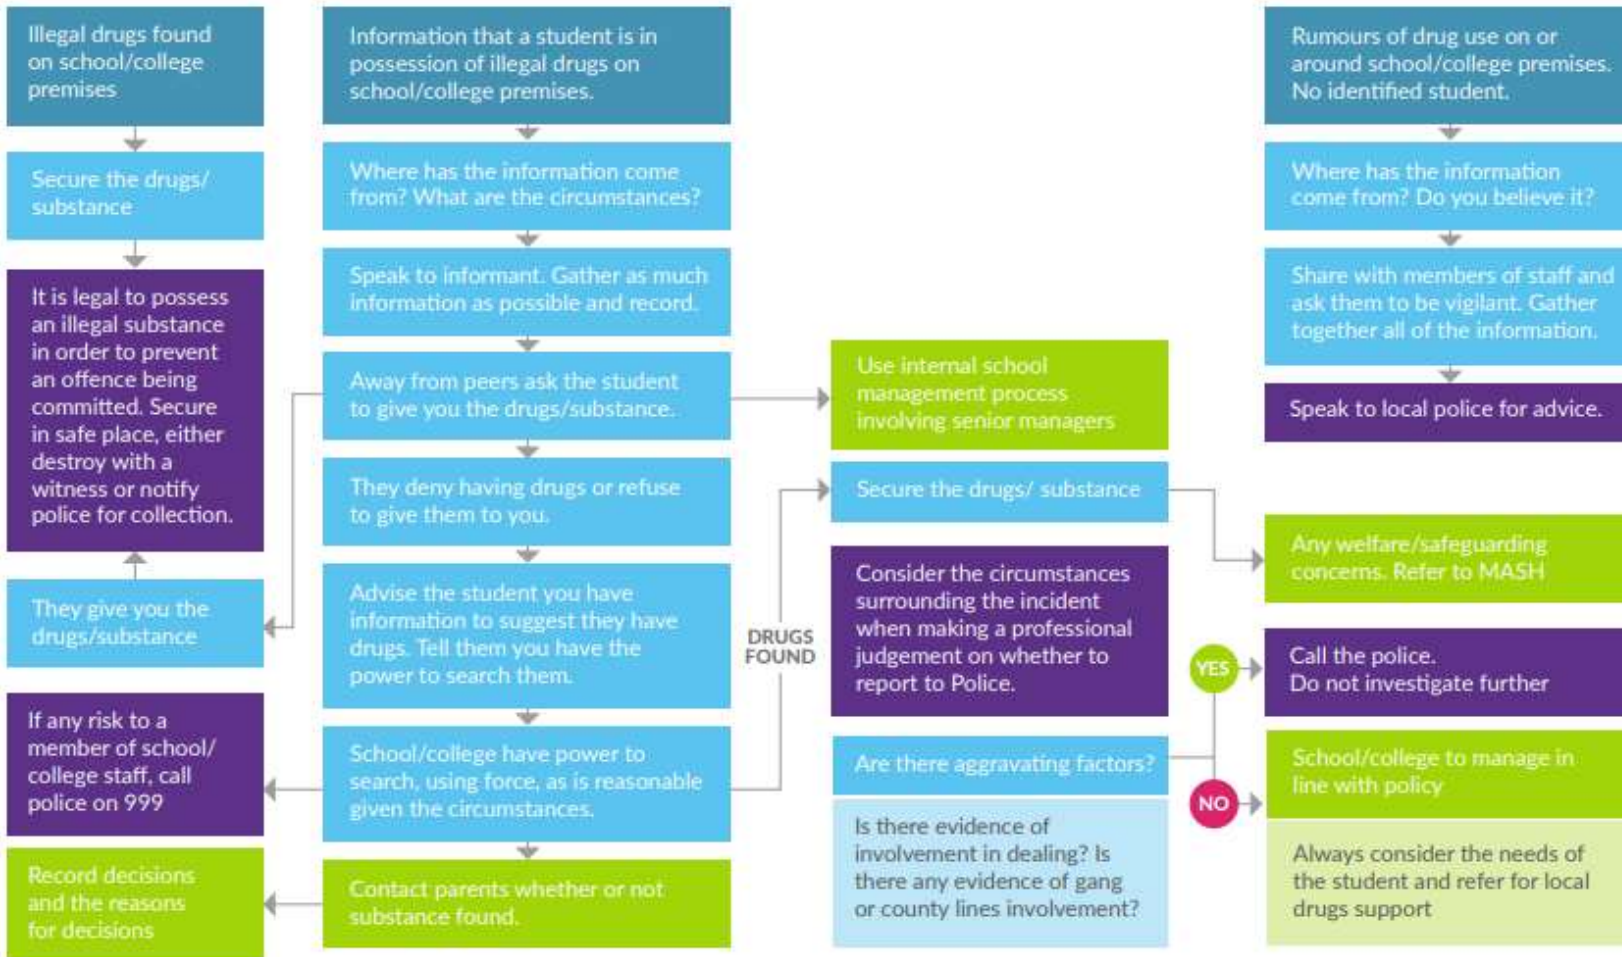 Illegal drugs found
on school/college
premises
Secure the drugs/
substance
It is legal to possess
an illegal substance
in order to prevent
an offence being
committed. Secure
in safe place, either
destroy with a
witness or notify
police for collection.
They give you the
drugs/substance
If any risk to a
member of school/
college staff, call
police on 999
Record decisions
and the reasons
for decisions
Information that a student is in
possession of illegal drugs on
school/college premises.
Where has the information come
from? What are the circumstances?
Speak to informant. Gather as much
information as possible and record.
Away from peers ask the student
to give you the drugs/substance.
They deny having drugs or refuse
to give them to you.
Advise the student you have
information to suggest they have
drugs. Tell them you have the
power to search them.
School/college have power to
search, using force, as is reasonable
given the circumstances.
Contact parents whether or not
substance found.
DRUGS
FOUND
Use internal school
management process
involving senior managers
Secure the drugs/ substance
Consider the circumstances
surrounding the incident
when making a professional
judgement on whether to
report to Police.
Are there aggravating factors?
Is there evidence of
involvement in dealing? Is
there any evidence of gang
or county lines involvement?
YES
NO
Rumours of drug use on or
around school/college premises.
No identified student.
Where has the information
come from? Do you believe it?
Share with members of staff and
ask them to be vigilant. Gather
together all of the information.
Speak to local police for advice.
Any welfare/safeguarding
concerns. Refer to MASH
Call the police.
Do not investigate further
School/college to manage in
line with policy
Always consider the needs of
the student and refer for local
drugs support